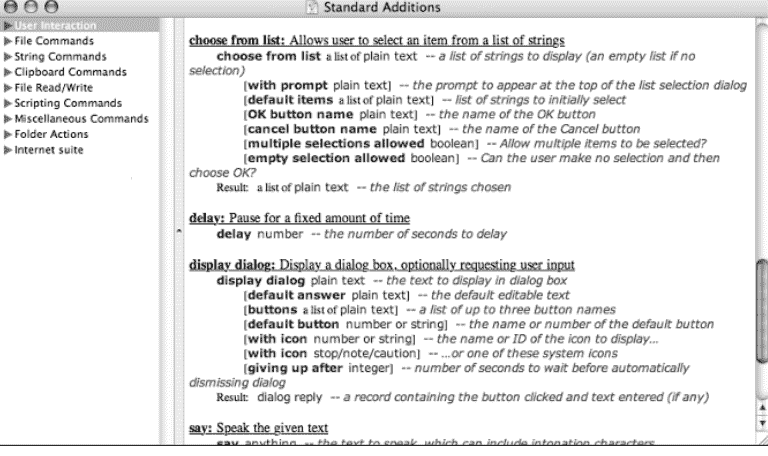 Standard Additions
User Interaction
File Commands
String Commands
Clipboard Commands
File Read/Write
Scripting Commands
Miscellaneous Commands
Folder Actions
Internet suite
choose from list: Allows user to select an item from a list of strings
choose from list a list of plain text -- a list of strings to display (an empty list if no
selection)
[with prompt plain text] -- the prompt to appear at the top of the list selection dialog
[default items a list of plain text] -- list of strings to initially select
[OK button name plain text] -- the name of the OK button
[cancel button name plain text] -- the name of the Cancel button
[multiple selections allowed boolean] -- Allow multiple items to be selected?
[empty selection allowed boolean] -- Can the user make no selection and then
choose OK?
Result: a list of plain text -- the list of strings chosen
delay: Pause for a fixed amount of time
delay number -- the number of seconds to delay
display dialog: Display a dialog box, optionally requesting user input
display dialog plain text -- the text to display in dialog box
[default answer plain text] -- the default editable text
[buttons a list of plain text] -- a list of up to three button names
[default button number or string] -- the name or number of the default button
[with icon number or string] -- the name or ID of the icon to display...
[with icon stop/note/caution] -- ...or one of these system icons
[giving up after integer] -- number of seconds to wait before automatically
dismissing dialog
Result: dialog reply -- a record containing the button clicked and text entered (if any)
say: Speak the given text
say anything -- the text to speak, which can include intonation characters